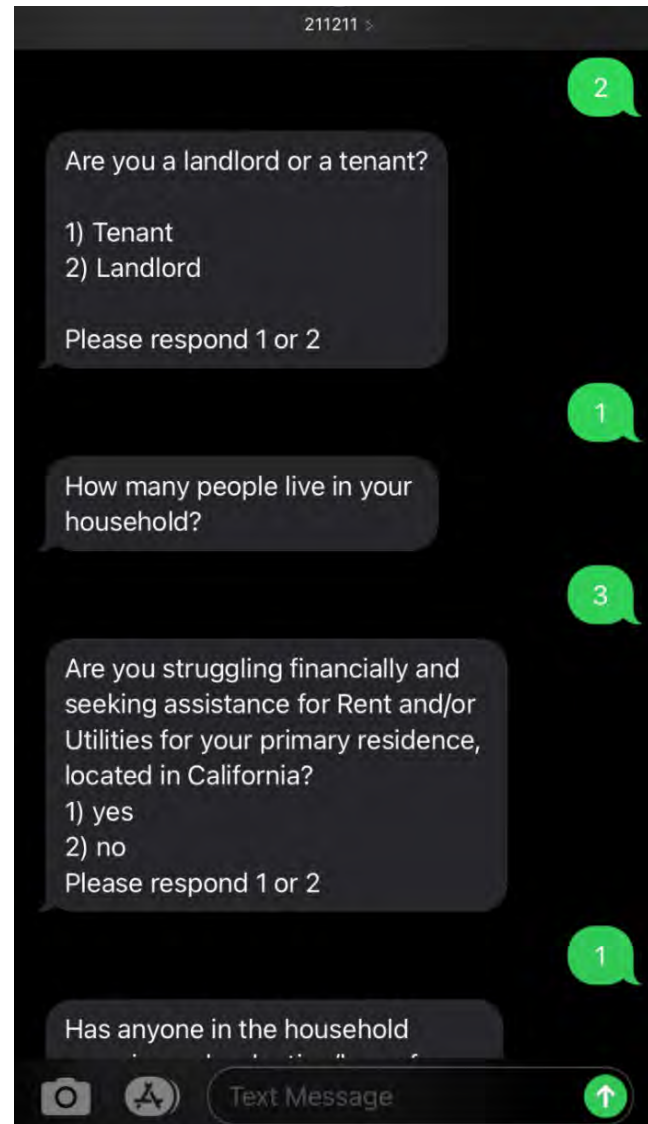 211211 >
2
Are you a landlord or a tenant?
1) Tenant
2) Landlord
Please respond 1 or 2
1
How many people live in your
household?
3
Are you struggling financially and
seeking assistance for Rent and/or
Utilities for your primary residence,
located in California?
1) yes
2) no
Please respond 1 or 2
1
Has anyone in the household
Text Message